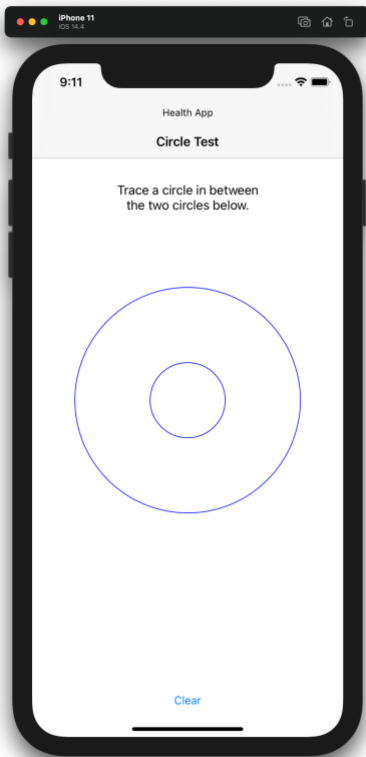 iPhone 11
iOS 14.4
9:11
Health App
Circle Test
Trace a circle in between
the two circles below.
Clear